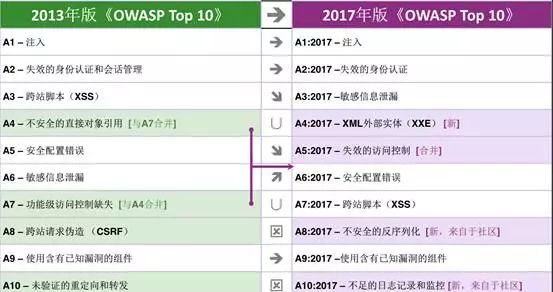 2013年版《OWASP Top 10》 → 2017年版《OWASP Top 10》
A1 – 注入 → A1:2017 – 注入
A2 – 失效的身份认证和会话管理 → A2:2017 –失效的身份认证
A3 – 跨站脚本（XSS） ↘ A3:2017 –敏感信息泄漏
A4 – 不安全的直接对象引用 [与A7合并] ∪ A4:2017 – XML外部实体（XXE） [新]
A5 – 安全配置错误 ↘ A5:2017 – 失效的访问控制 [合并]
A6 – 敏感信息泄漏 ↗ A6:2017 – 安全配置错误
A7 – 功能级访问控制缺失 [与A4合并] ∪ A7:2017 – 跨站脚本（XSS）
A8 – 跨站请求伪造 （CSRF） ☒ A8:2017 – 不安全的反序列化 [新，来自于社区]
A9 – 使用含有已知漏洞的组件 → A9:2017 –使用含有已知漏洞的组件
A10 – 未验证的重定向和转发 ☒ A10:2017 – 不足的日志记录和监控 [新，来自于社区]